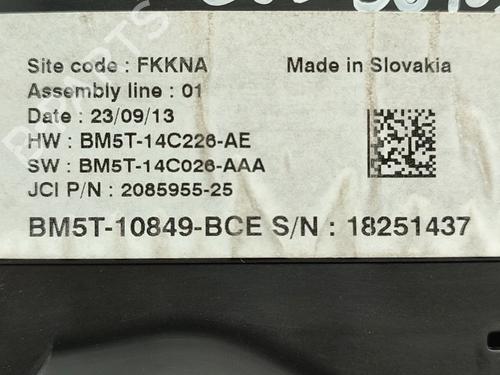 Site code : FKKNA Made in Slovakia
Assembly line : 01
Date : 23/09/13
HW : BM5T-14C226-AE
SW : BM5T-14C026-AAA
JCI P/N : 2085955-25
BM5T-10849-BCE S/N : 18251437